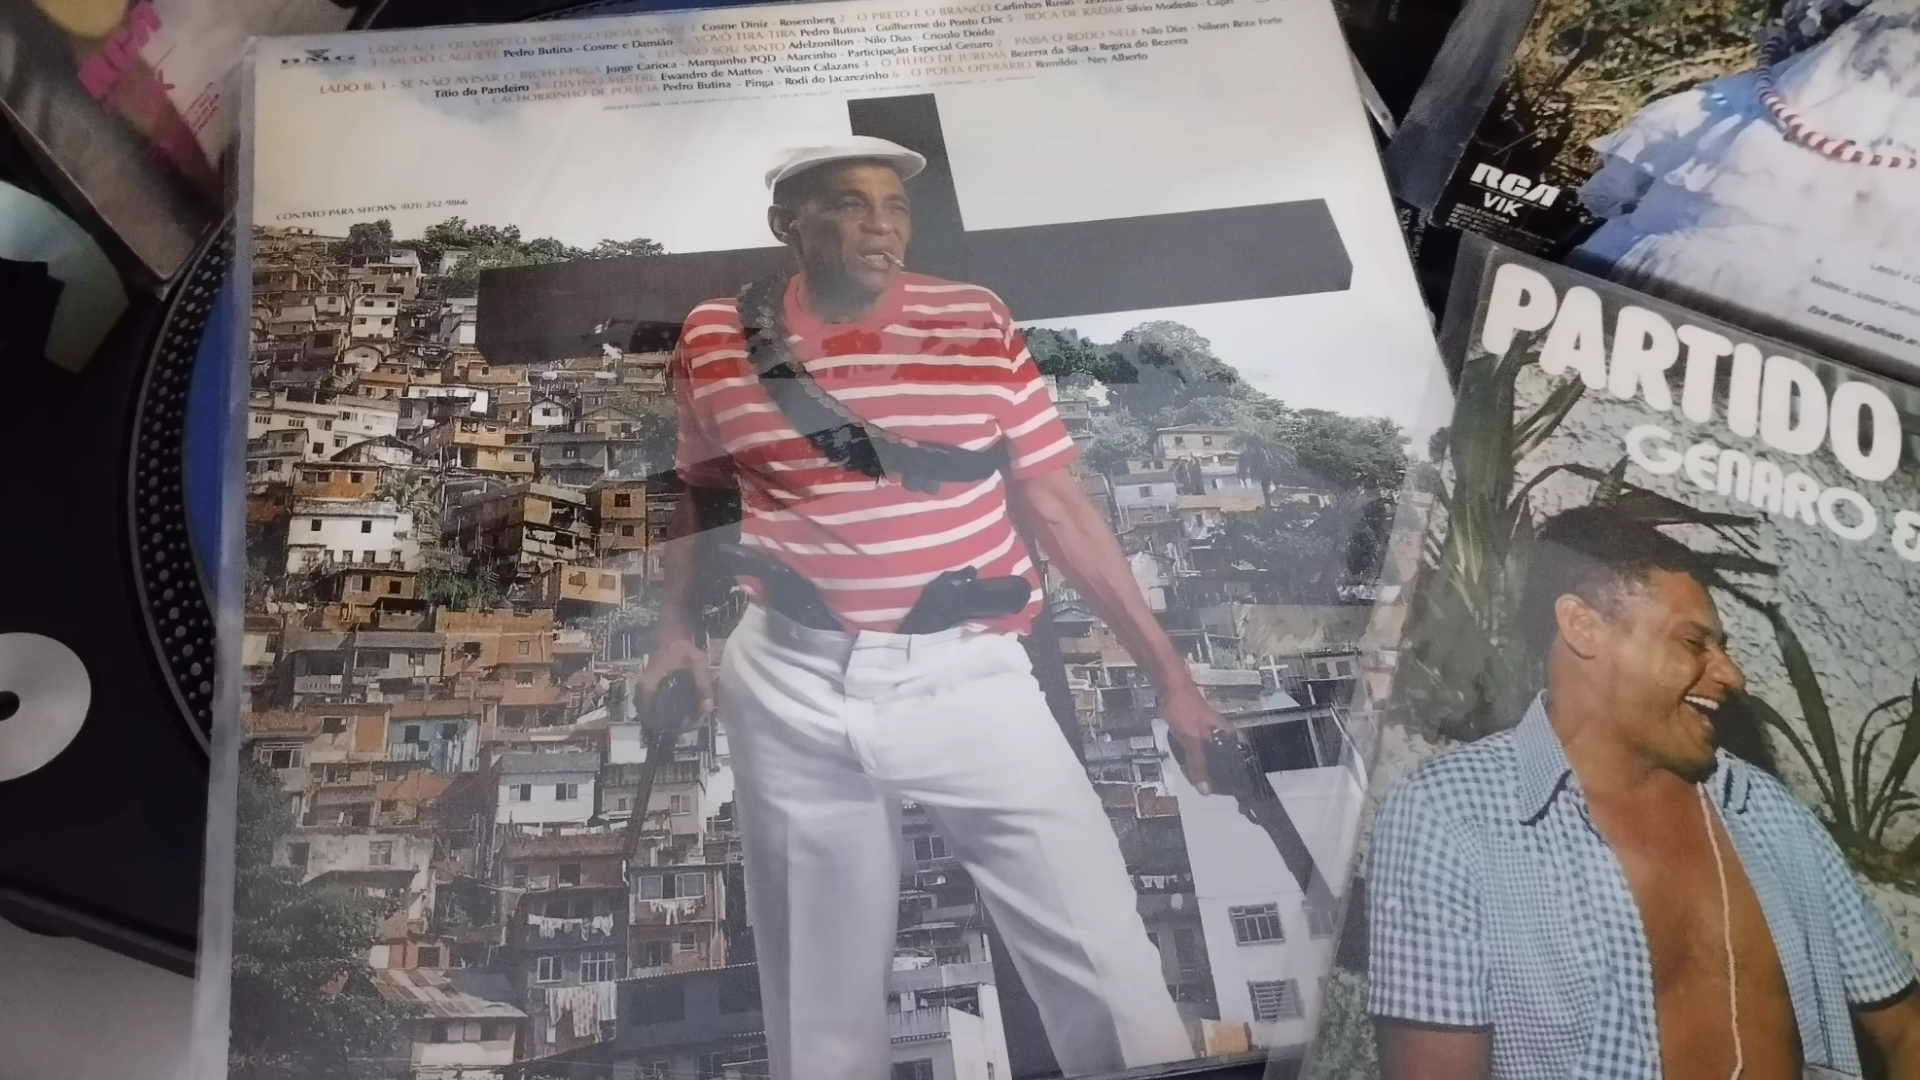 BMG
LADO A: 1 - QUANDO O MORCEGO DOAR SANGUE Cosme Diniz - Rosemberg 2 - O PRETO E O BRANCO Carlinhos Russo
MUDO CAGÜETE Pedro Butina - Cosme e Damião VOVÔ TIRA-TIRA Pedro Butina - Guilherme do Ponto Chic 5 - BOCA DE RADAR Silvio Modesto - Capri
EU NÃO SOU SANTO Adelzonilton - Nilo Dias - Crioulo Doido
LADO B: 1 - SE NÃO AVISAR O BICHO PEGA Jorge Carioca - Marquinho PQD - Marcinho - Participação Especial Genaro 2 - PASSA O RODO NELE Nilo Dias - Nilson Reza Forte
Titio do Pandeiro 3 - DIVINO MESTRE Ewandro de Mattos - Wilson Calazans 4 - O FILHO DE JUREMA Bezerra da Silva - Regina do Bezerra
5 - CACHORRINHO DE POLÍCIA Pedro Butina - Pinga - Rodi do Jacarezinho 6 - O POETA OPERÁRIO Romildo - Ney Alberto
CONTATO PARA SHOWS: (021) 252-9866
RCA
VIK
PARTIDO
GENARO &